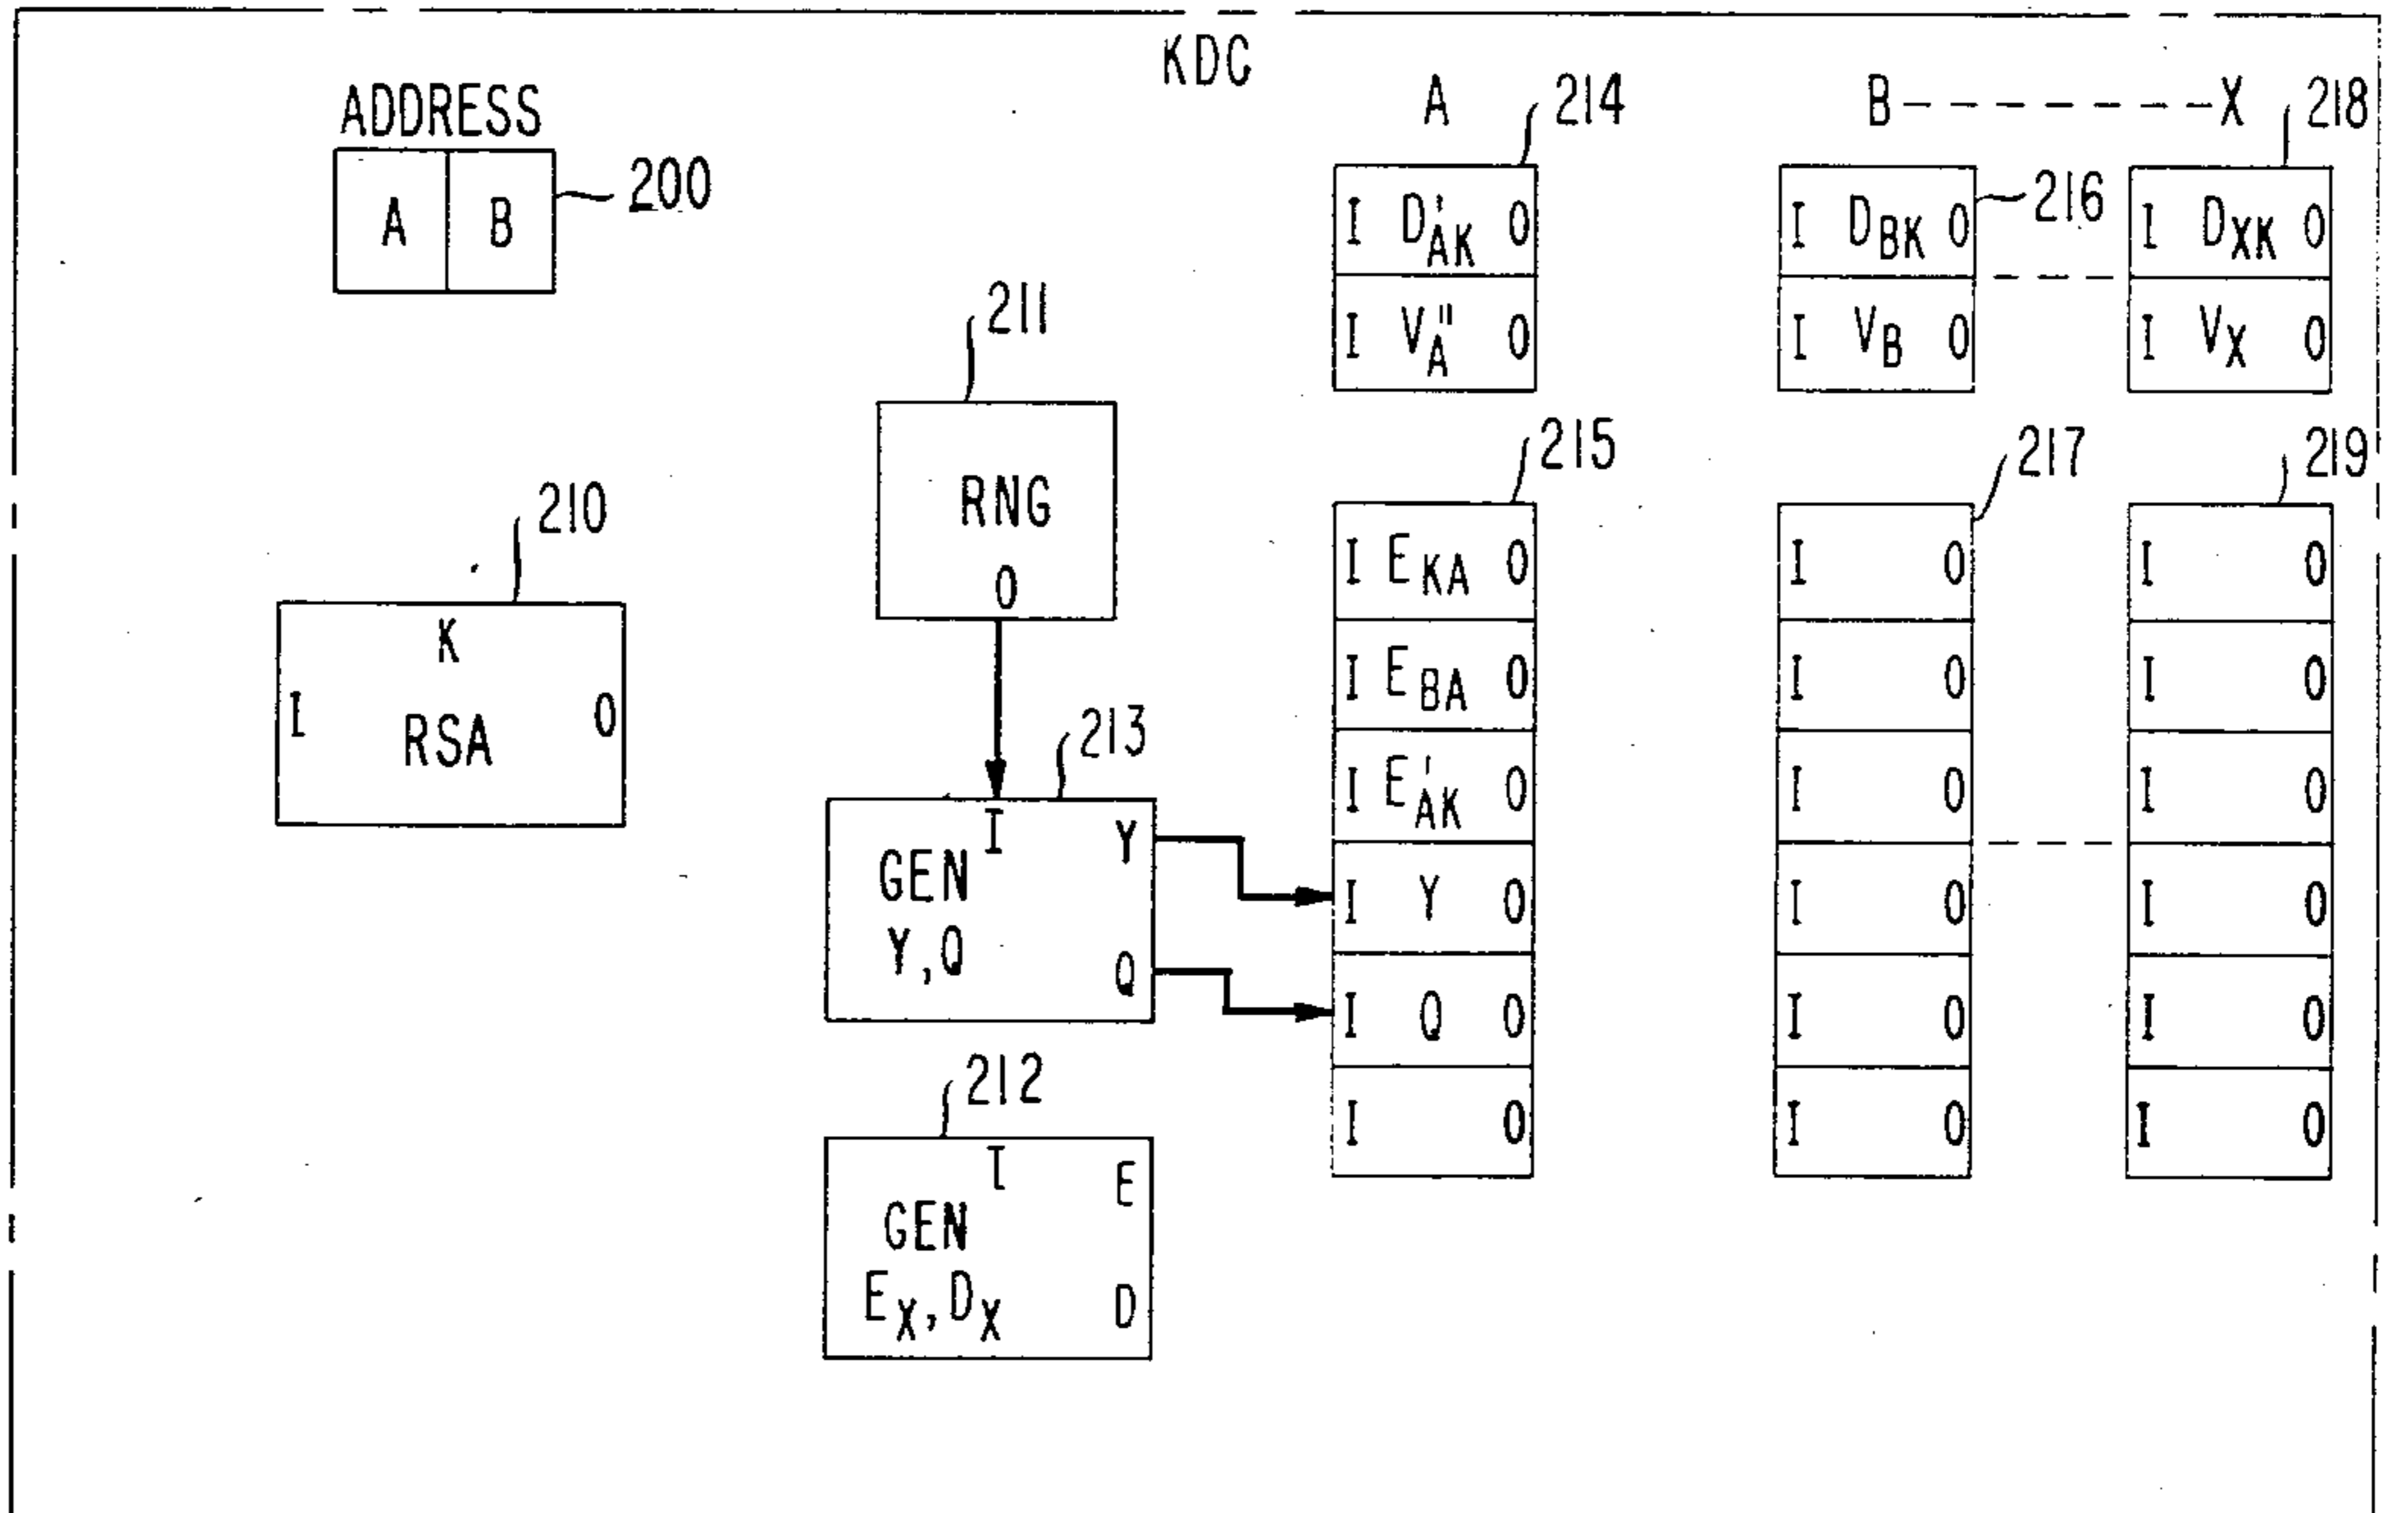 KDC
ADDRESS
A B
200
A
214
B X
218
I D'AK O
I V"A O
I DBK O
216
I VB O
I DXK O
I VX O
211
RNG
O
210
K
I RSA O
213
I
GEN
Y,Q
Y
Q
212
I
GEN
EX,DX
E
D
215
I EKA O
I EBA O
I E'AK O
I Y O
I Q O
I O
217
I O
I O
I O
I O
I O
I O
219
I O
I O
I O
I O
I O
I O